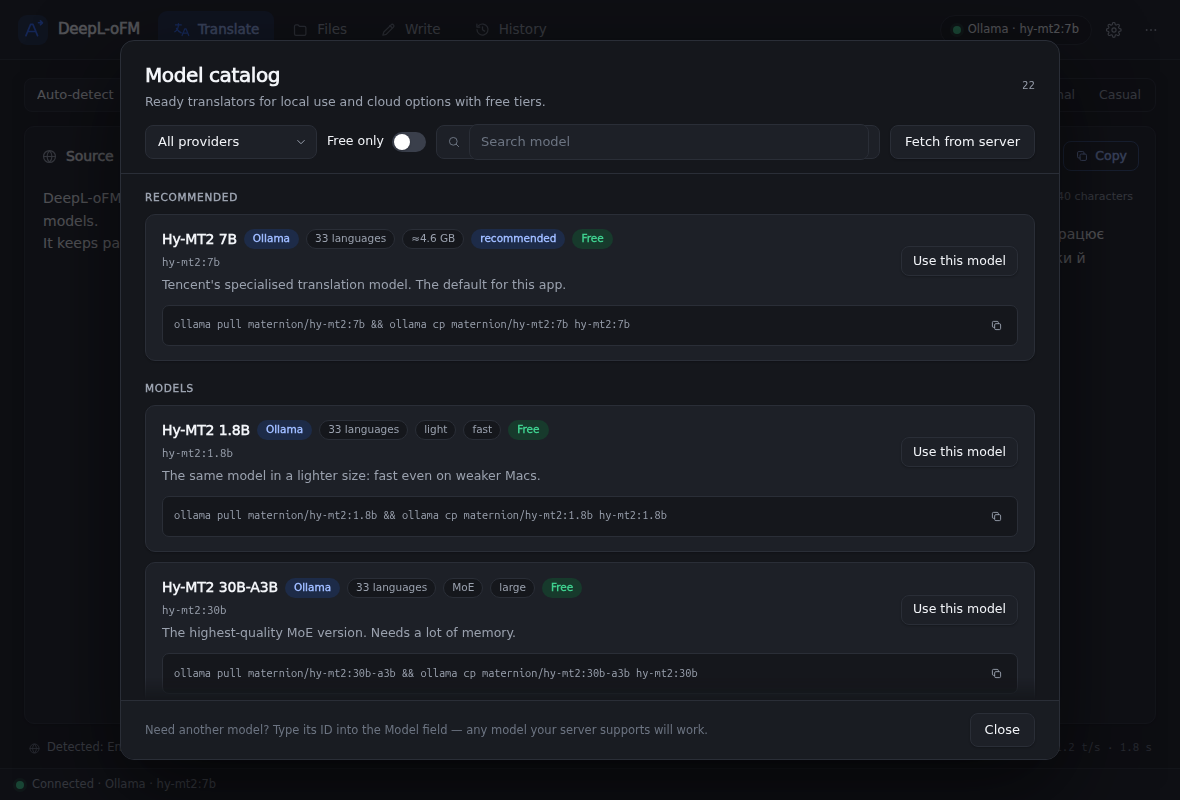 DeepL-oFM
Translate
Files
Write
History
Ollama · hy-mt2:7b
Auto-detect
Casual
Model catalog
22
Ready translators for local use and cloud options with free tiers.
All providers
Free only
Search model
Fetch from server
Source
Copy
DeepL-oFM
models.
It keeps
characters
ки й
RECOMMENDED
Hy-MT2 7B Ollama 33 languages ≈4.6 GB recommended Free
hy-mt2:7b
Use this model
Tencent's specialised translation model. The default for this app.
ollama pull maternion/hy-mt2:7b && ollama cp maternion/hy-mt2:7b hy-mt2:7b
MODELS
Hy-MT2 1.8B Ollama 33 languages light fast Free
hy-mt2:1.8b
Use this model
The same model in a lighter size: fast even on weaker Macs.
ollama pull maternion/hy-mt2:1.8b && ollama cp maternion/hy-mt2:1.8b hy-mt2:1.8b
Hy-MT2 30B-A3B Ollama 33 languages MoE large Free
hy-mt2:30b
Use this model
The highest-quality MoE version. Needs a lot of memory.
ollama pull maternion/hy-mt2:30b-a3b && ollama cp maternion/hy-mt2:30b-a3b hy-mt2:30b
Need another model? Type its ID into the Model field — any model your server supports will work.
Close
Detected:
t/s · 1.8 s
Connected · Ollama · hy-mt2:7b